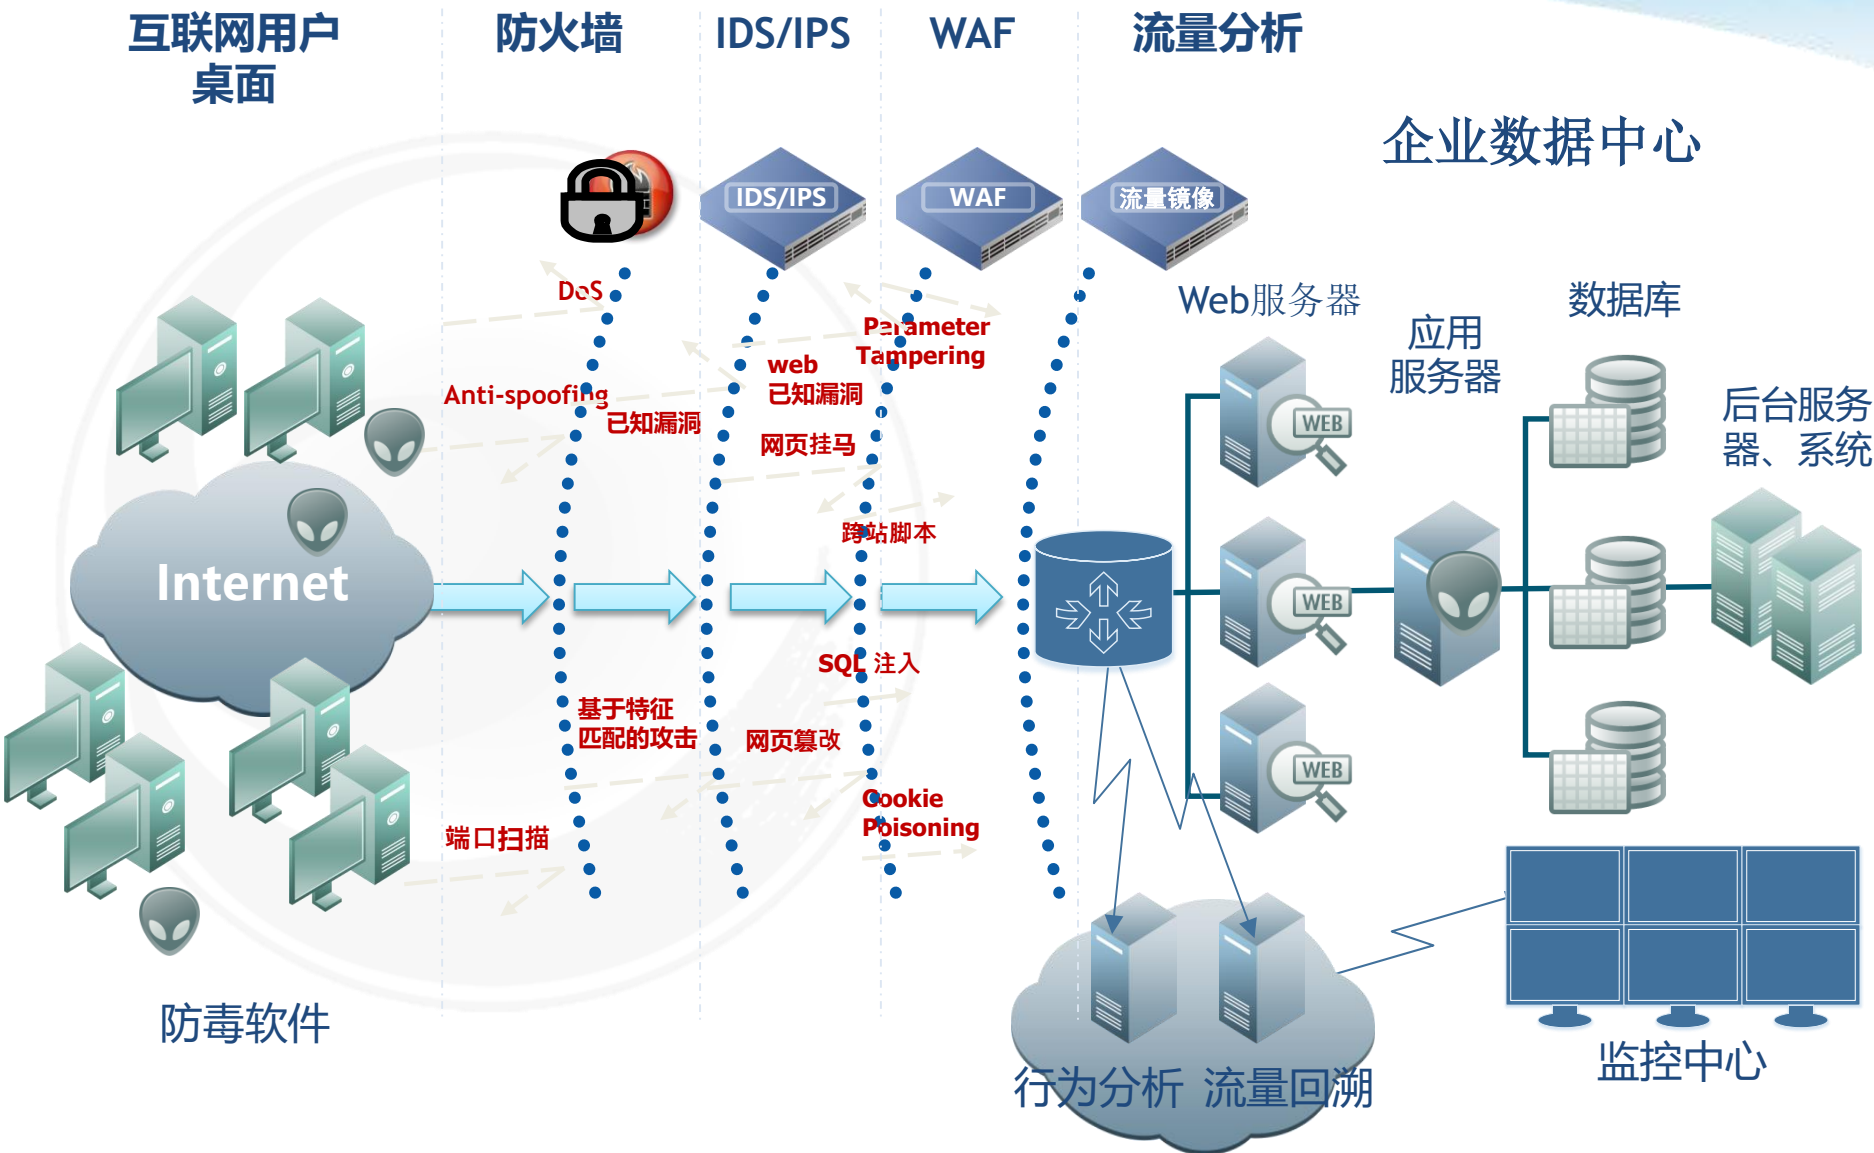 互联网用户
桌面
防火墙
IDS/IPS
WAF
流量分析
企业数据中心
IDS/IPS
WAF
流量镜像
DoS
Anti-spoofing
已知漏洞
web
已知漏洞
网页挂马
Parameter
Tampering
跨站脚本
SQL 注入
基于特征
匹配的攻击
网页篡改
Cookie
Poisoning
端口扫描
Internet
防毒软件
Web服务器
应用
服务器
数据库
后台服务
器、系统
WEB
WEB
WEB
行为分析
流量回溯
监控中心